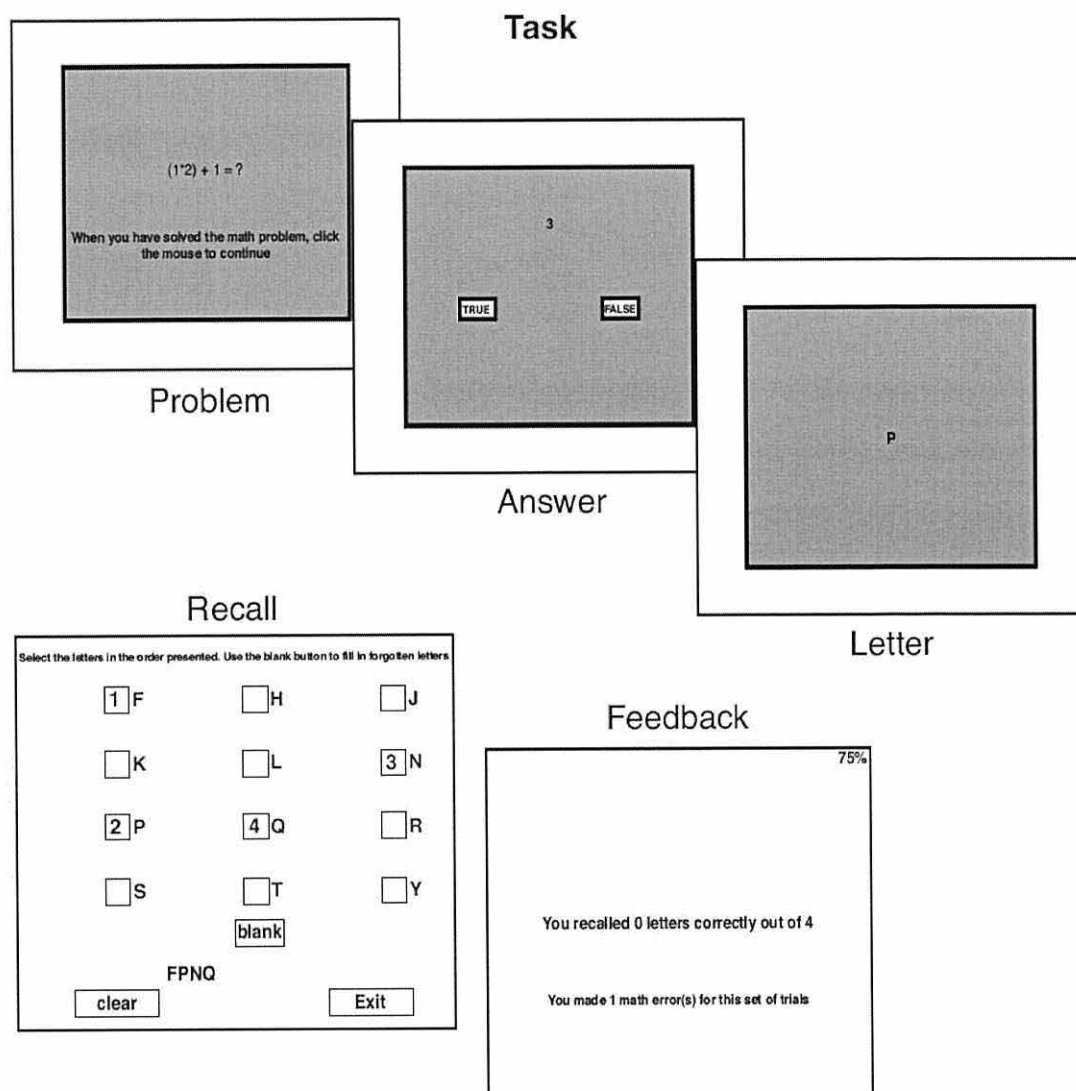 Task
(1*2) + 1 = ?
When you have solved the math problem, click
the mouse to continue
Problem
3
TRUE FALSE
Answer
P
Letter
Recall
Select the letters in the order presented. Use the blank button to fill in forgotten letters
1 F H J
K L 3 N
2 P 4 Q R
S T Y
blank
FPNQ
clear Exit
Feedback
75%
You recalled 0 letters correctly out of 4
You made 1 math error(s) for this set of trials